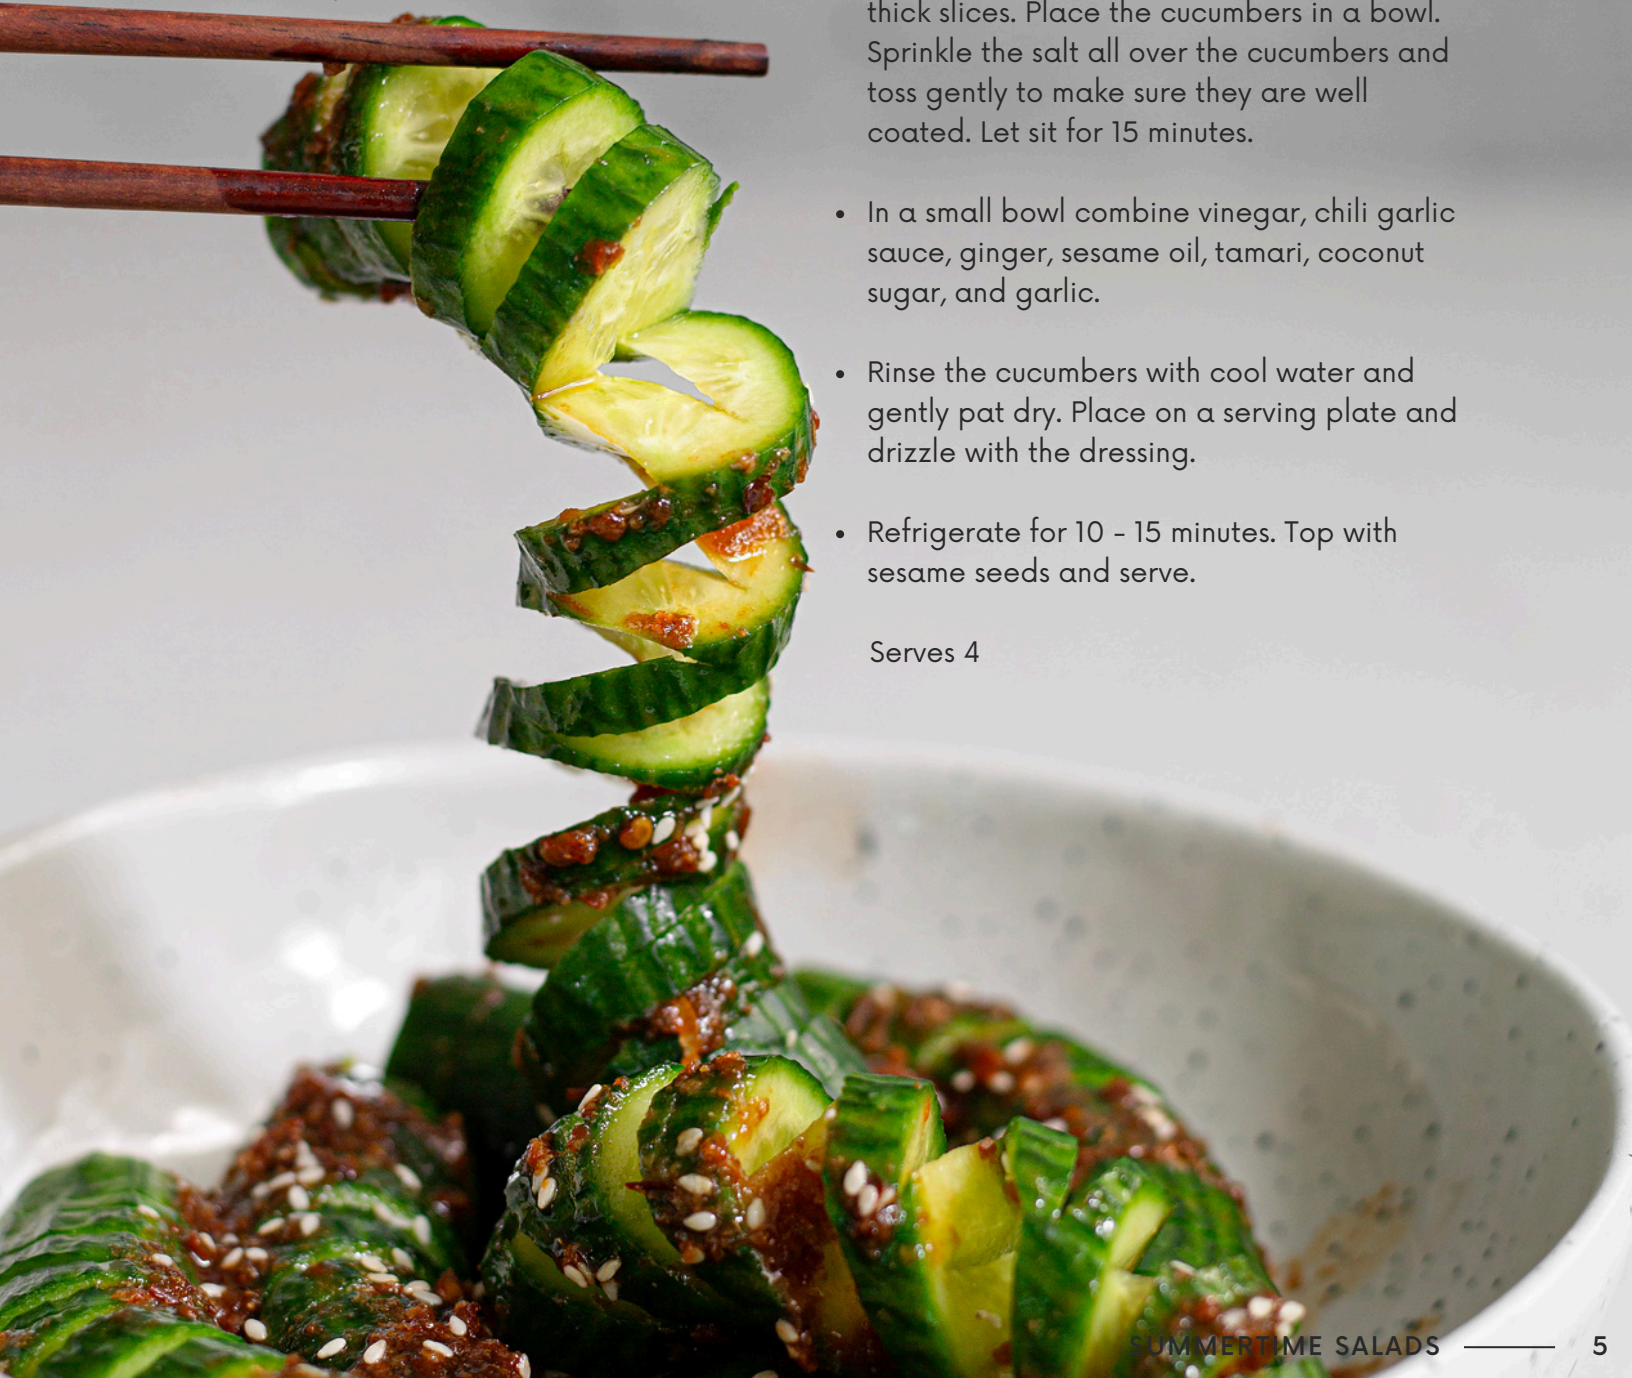 thick slices. Place the cucumbers in a bowl.
Sprinkle the salt all over the cucumbers and
toss gently to make sure they are well
coated. Let sit for 15 minutes.
• In a small bowl combine vinegar, chili garlic
sauce, ginger, sesame oil, tamari, coconut
sugar, and garlic.
• Rinse the cucumbers with cool water and
gently pat dry. Place on a serving plate and
drizzle with the dressing.
• Refrigerate for 10 - 15 minutes. Top with
sesame seeds and serve.
Serves 4
SUMMERTIME SALADS 5